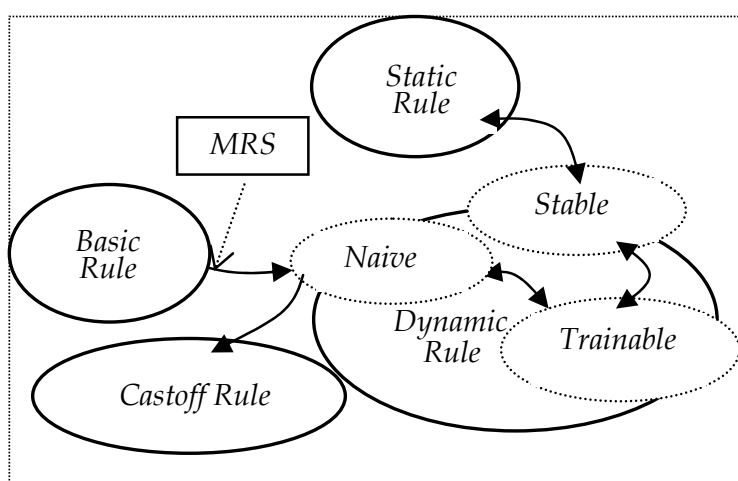 Static
Rule
MRS
Stable
Basic
Rule
Naive
Dynamic
Rule
Trainable
Castoff Rule